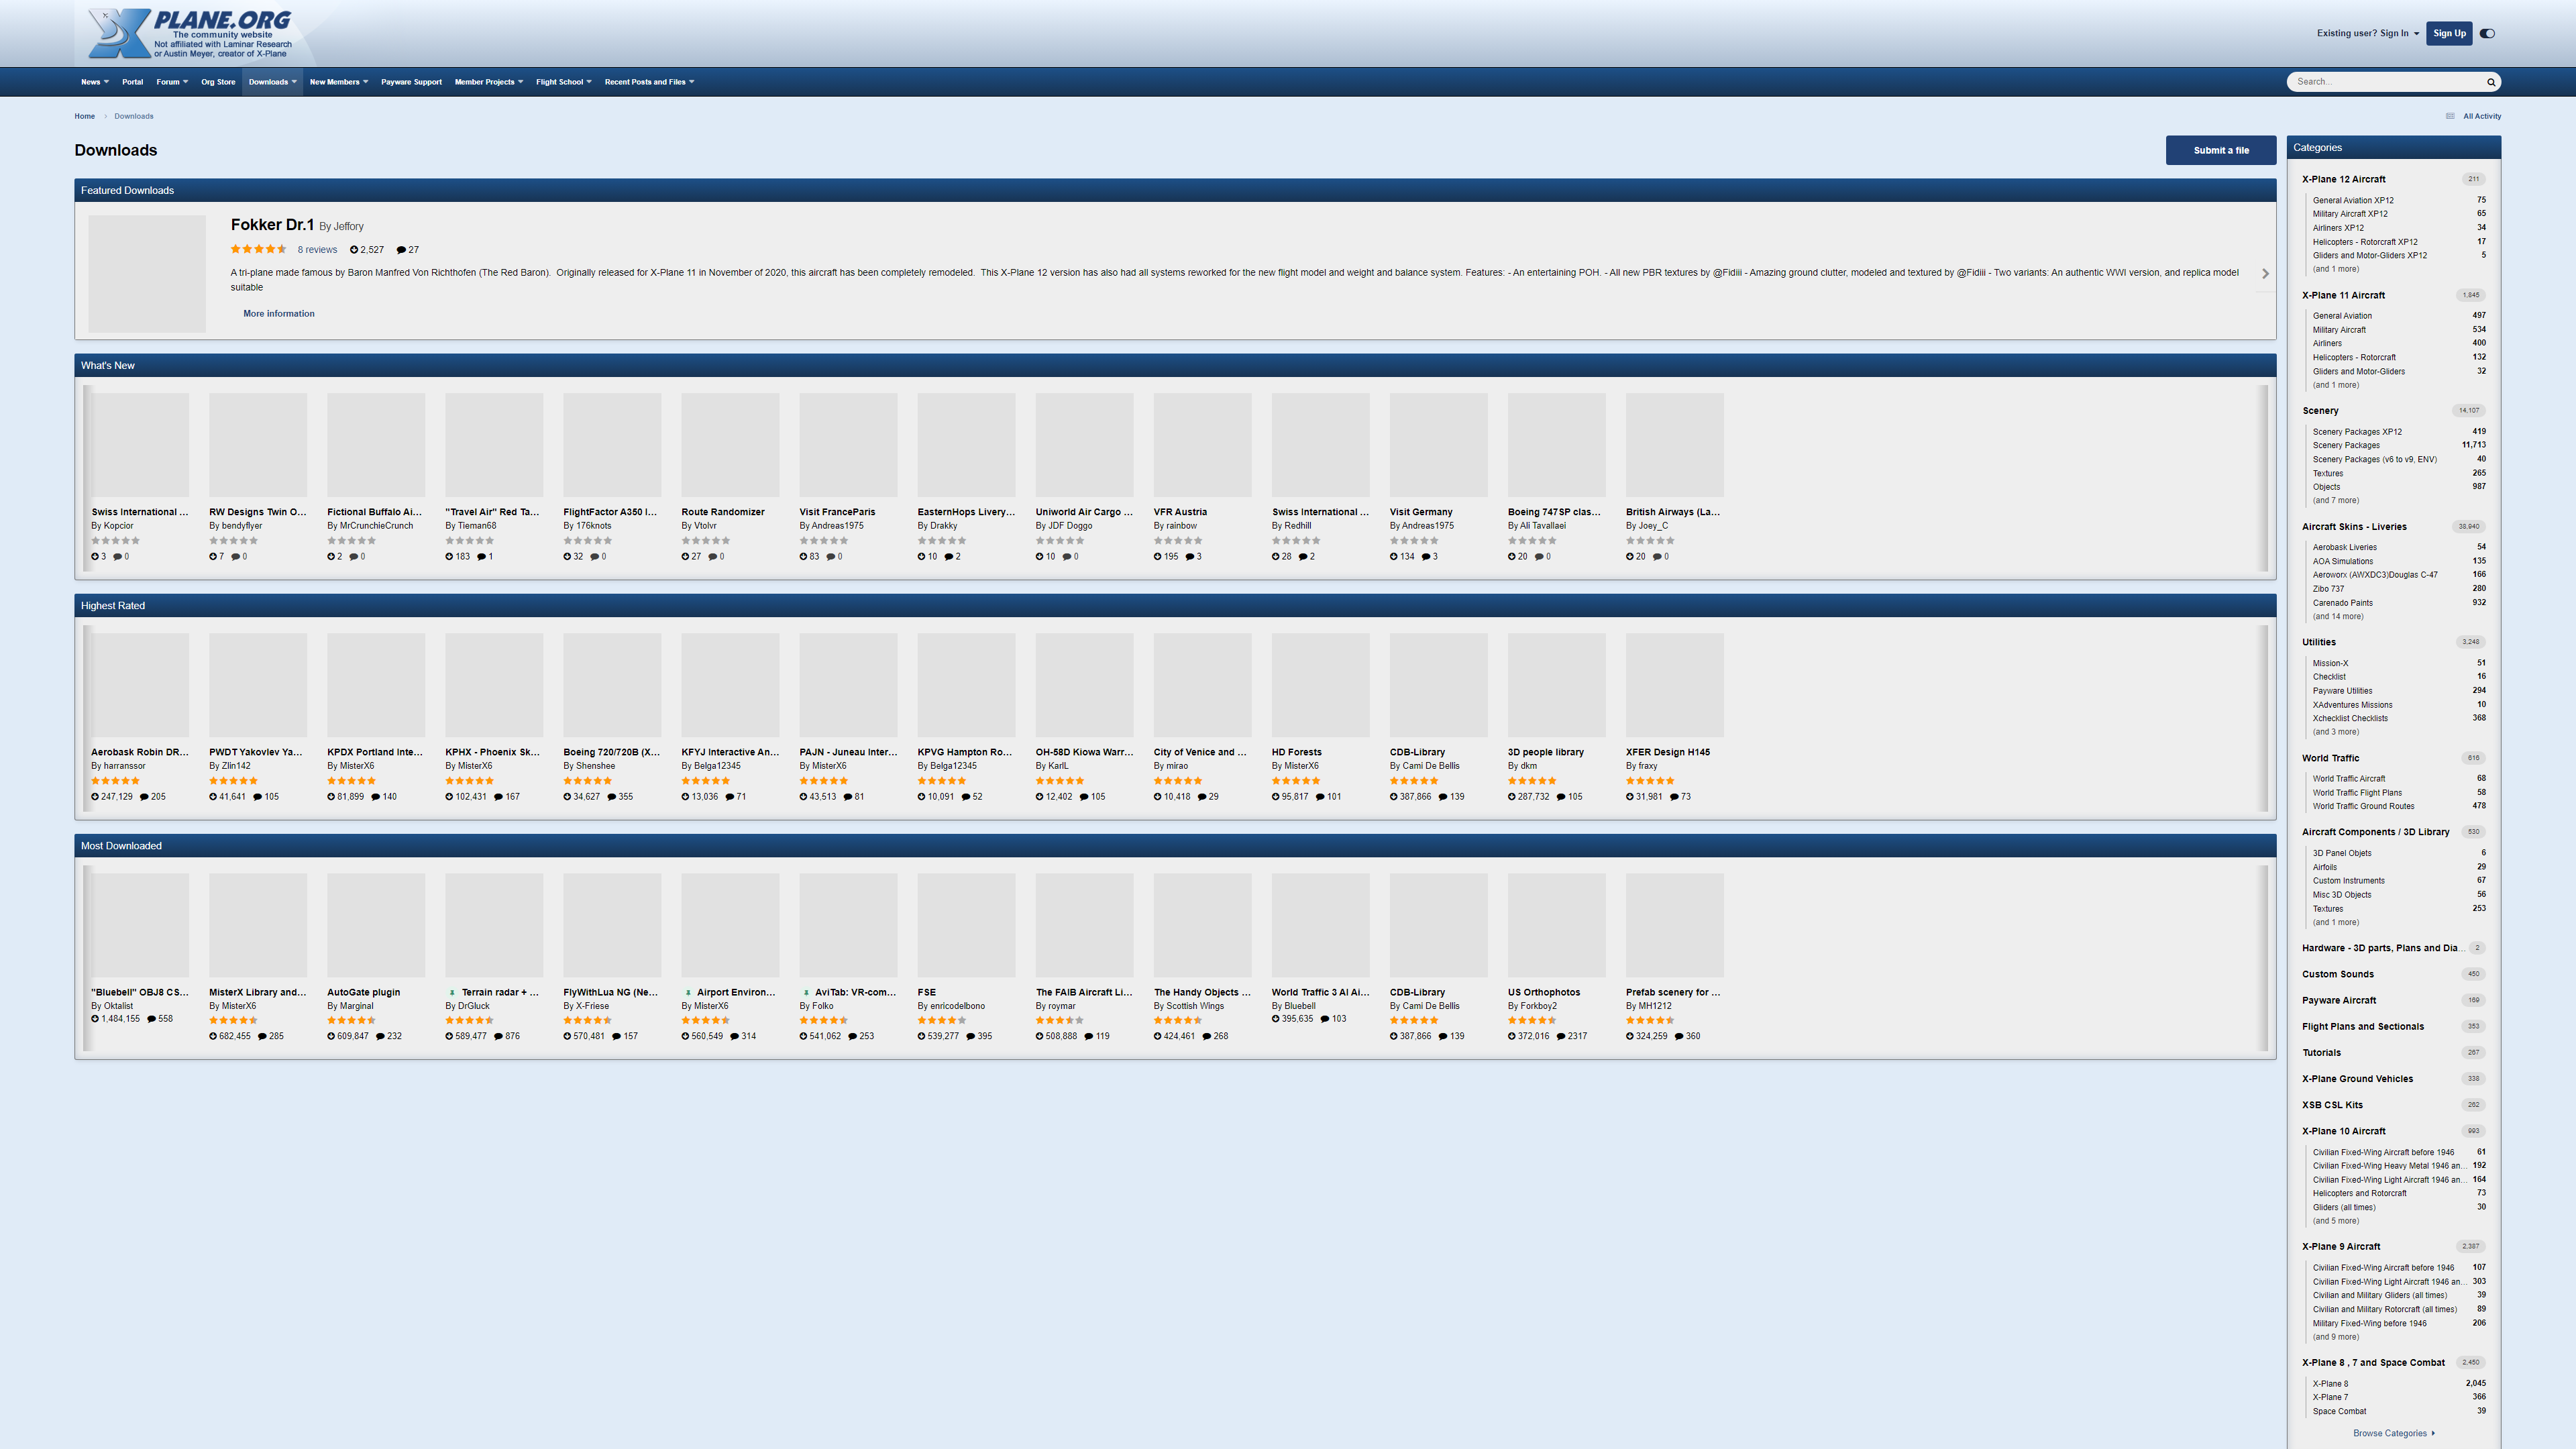 PLANE.ORG
The community website
Not affiliated with Laminar Research
or Austin Meyer, creator of X-Plane
Existing user? Sign In
Sign Up
News
Portal
Forum
Org Store
Downloads
New Members
Payware Support
Member Projects
Flight School
Recent Posts and Files
Search...
Home
Downloads
All Activity
Downloads
Submit a file
Featured Downloads
Fokker Dr.1 By Jeffory
8 reviews 2,527 27
A tri-plane made famous by Baron Manfred Von Richthofen (The Red Baron).  Originally released for X-Plane 11 in November of 2020, this aircraft has been completely remodeled.  This X-Plane 12 version has also had all systems reworked for the new flight model and weight and balance system. Features: - An entertaining POH. - All new PBR textures by @Fidiii - Amazing ground clutter, modeled and textured by @Fidiii - Two variants: An authentic WWI version, and replica model
suitable
More information
What's New
Swiss International ...
By Kopcior
3 0
RW Designs Twin O...
By bendyflyer
7 0
Fictional Buffalo Ai...
By MrCrunchieCrunch
2 0
"Travel Air" Red Ta...
By Tieman68
183 1
FlightFactor A350 I...
By 176knots
32 0
Route Randomizer
By Vtolvr
27 0
Visit FranceParis
By Andreas1975
83 0
EasternHops Livery...
By Drakky
10 2
Uniworld Air Cargo ...
By JDF Doggo
10 0
VFR Austria
By rainbow
195 3
Swiss International ...
By Redhill
28 2
Visit Germany
By Andreas1975
134 3
Boeing 747SP clas...
By Ali Tavallaei
20 0
British Airways (La...
By Joey_C
20 0
Highest Rated
Aerobask Robin DR...
By harranssor
247,129 205
PWDT Yakovlev Ya...
By Zlin142
41,641 105
KPDX Portland Inte...
By MisterX6
81,899 140
KPHX - Phoenix Sk...
By MisterX6
102,431 167
Boeing 720/720B (X...
By Shenshee
34,627 355
KFYJ Interactive An...
By Belga12345
13,036 71
PAJN - Juneau Inter...
By MisterX6
43,513 81
KPVG Hampton Ro...
By Belga12345
10,091 52
OH-58D Kiowa Warr...
By KarlL
12,402 105
City of Venice and ...
By mirao
10,418 29
HD Forests
By MisterX6
95,817 101
CDB-Library
By Cami De Bellis
387,866 139
3D people library
By dkm
287,732 105
XFER Design H145
By fraxy
31,981 73
Most Downloaded
"Bluebell" OBJ8 CS...
By Oktalist
1,484,155 558
MisterX Library and...
By MisterX6
682,455 285
AutoGate plugin
By Marginal
609,847 232
Terrain radar + ...
By DrGluck
589,477 876
FlyWithLua NG (Ne...
By X-Friese
570,481 157
Airport Environ...
By MisterX6
560,549 314
AviTab: VR-com...
By Folko
541,062 253
FSE
By enricodelbono
539,277 395
The FAIB Aircraft Li...
By roymar
508,888 119
The Handy Objects ...
By Scottish Wings
424,461 268
World Traffic 3 AI Ai...
By Bluebell
395,635 103
CDB-Library
By Cami De Bellis
387,866 139
US Orthophotos
By Forkboy2
372,016 2317
Prefab scenery for ...
By MH1212
324,259 360
Categories
X-Plane 12 Aircraft 211
General Aviation XP12 75
Military Aircraft XP12 65
Airliners XP12 34
Helicopters - Rotorcraft XP12 17
Gliders and Motor-Gliders XP12 5
(and 1 more)
X-Plane 11 Aircraft 1,845
General Aviation 497
Military Aircraft 534
Airliners 400
Helicopters - Rotorcraft 132
Gliders and Motor-Gliders 32
(and 1 more)
Scenery 14,107
Scenery Packages XP12 419
Scenery Packages 11,713
Scenery Packages (v6 to v9, ENV) 40
Textures 265
Objects 987
(and 7 more)
Aircraft Skins - Liveries 38,940
Aerobask Liveries 54
AOA Simulations 135
Aeroworx (AWXDC3)Douglas C-47 166
Zibo 737 280
Carenado Paints 932
(and 14 more)
Utilities 3,248
Mission-X 51
Checklist 16
Payware Utilities 294
XAdventures Missions 10
Xchecklist Checklists 368
(and 3 more)
World Traffic 616
World Traffic Aircraft 68
World Traffic Flight Plans 58
World Traffic Ground Routes 478
Aircraft Components / 3D Library 530
3D Panel Objets 6
Airfoils 29
Custom Instruments 67
Misc 3D Objects 56
Textures 253
(and 1 more)
Hardware - 3D parts, Plans and Dia... 2
Custom Sounds 450
Payware Aircraft 169
Flight Plans and Sectionals 353
Tutorials 267
X-Plane Ground Vehicles 338
XSB CSL Kits 262
X-Plane 10 Aircraft 993
Civilian Fixed-Wing Aircraft before 1946 61
Civilian Fixed-Wing Heavy Metal 1946 an... 192
Civilian Fixed-Wing Light Aircraft 1946 an... 164
Helicopters and Rotorcraft 73
Gliders (all times) 30
(and 5 more)
X-Plane 9 Aircraft 2,387
Civilian Fixed-Wing Aircraft before 1946 107
Civilian Fixed-Wing Light Aircraft 1946 an... 303
Civilian and Military Gliders (all times) 39
Civilian and Military Rotorcraft (all times) 89
Military Fixed-Wing before 1946 206
(and 9 more)
X-Plane 8 , 7 and Space Combat 2,450
X-Plane 8 2,045
X-Plane 7 366
Space Combat 39
Browse Categories